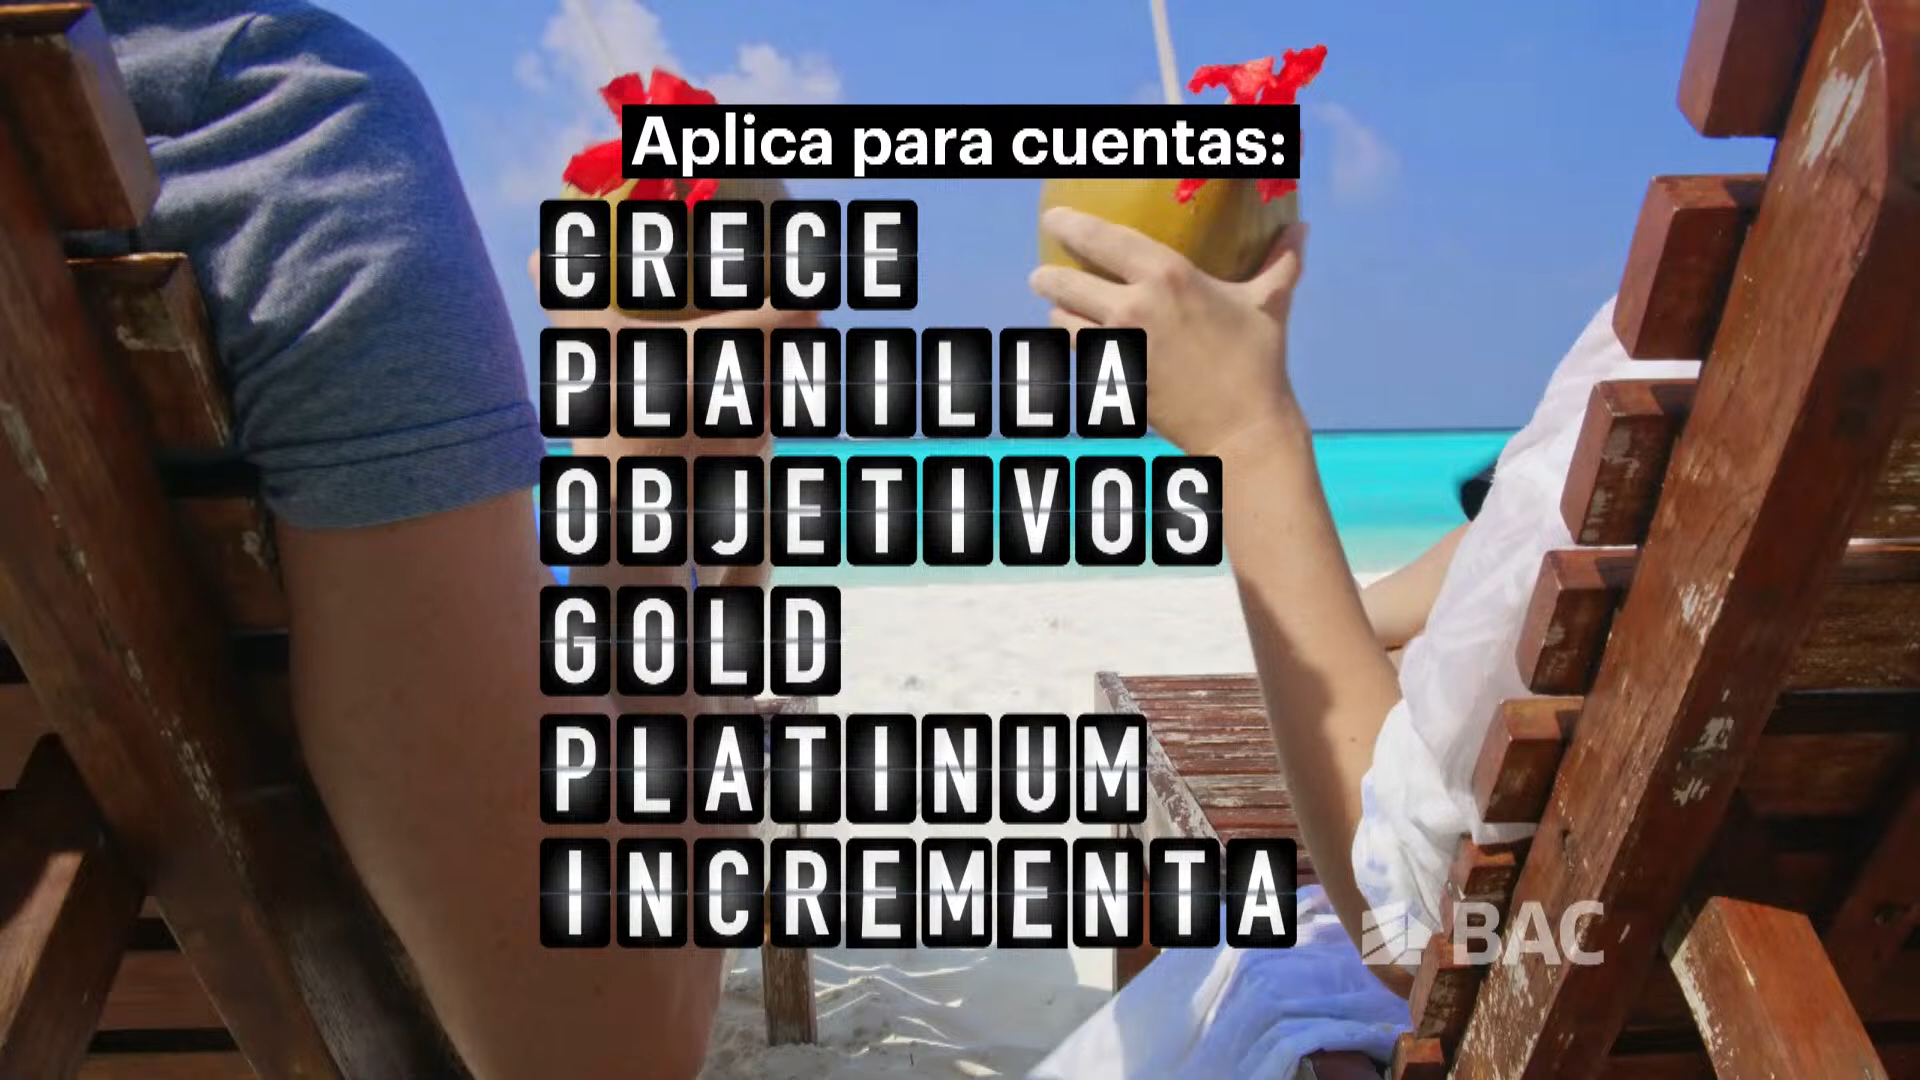 Aplica para cuentas:
CRECE
PLANILLA
OBJETIVOS
GOLD
PLATINUM
INCREMENTA
BAC